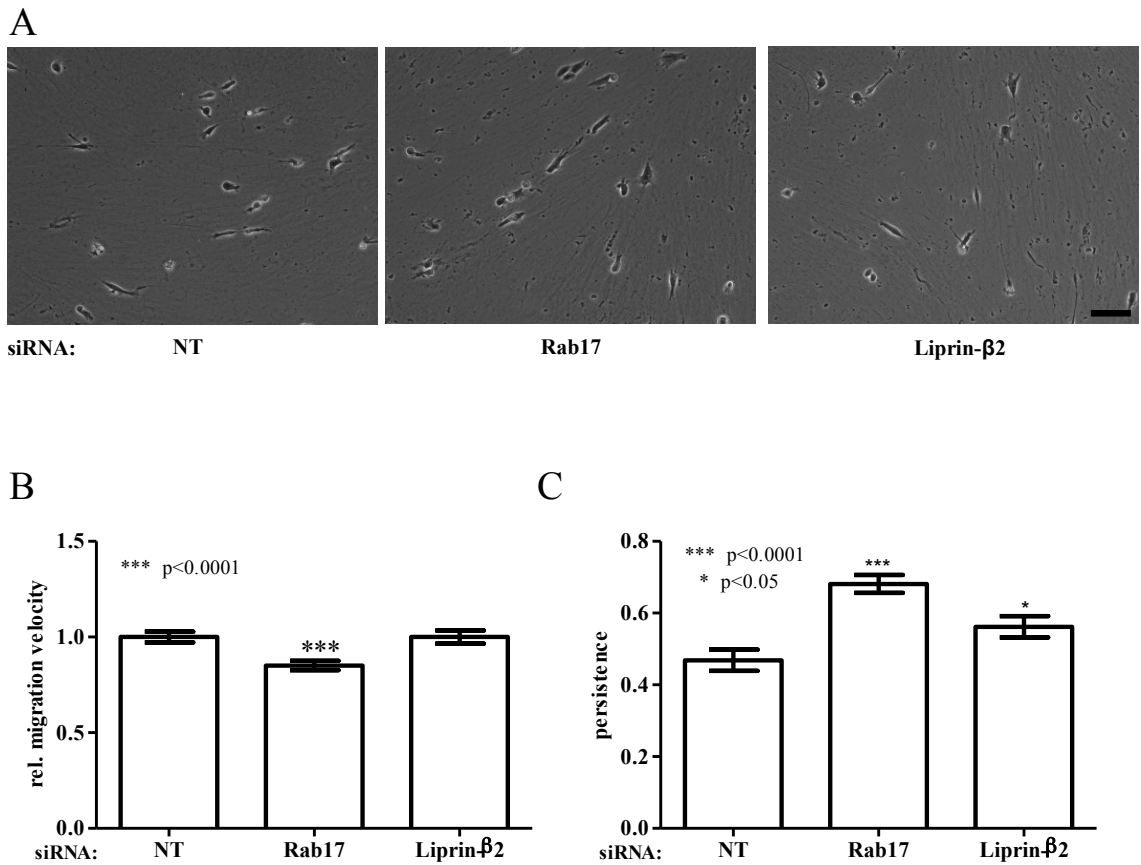 A
siRNA: NT Rab17 Liprin-β2
B
C
1.5
1.0
0.5
0.0
rel. migration velocity
*** p<0.0001
***
siRNA: NT Rab17 Liprin-β2
0.8
0.6
0.4
0.2
0.0
persistence
*** p<0.0001
* p<0.05
***
*
siRNA: NT Rab17 Liprin-β2